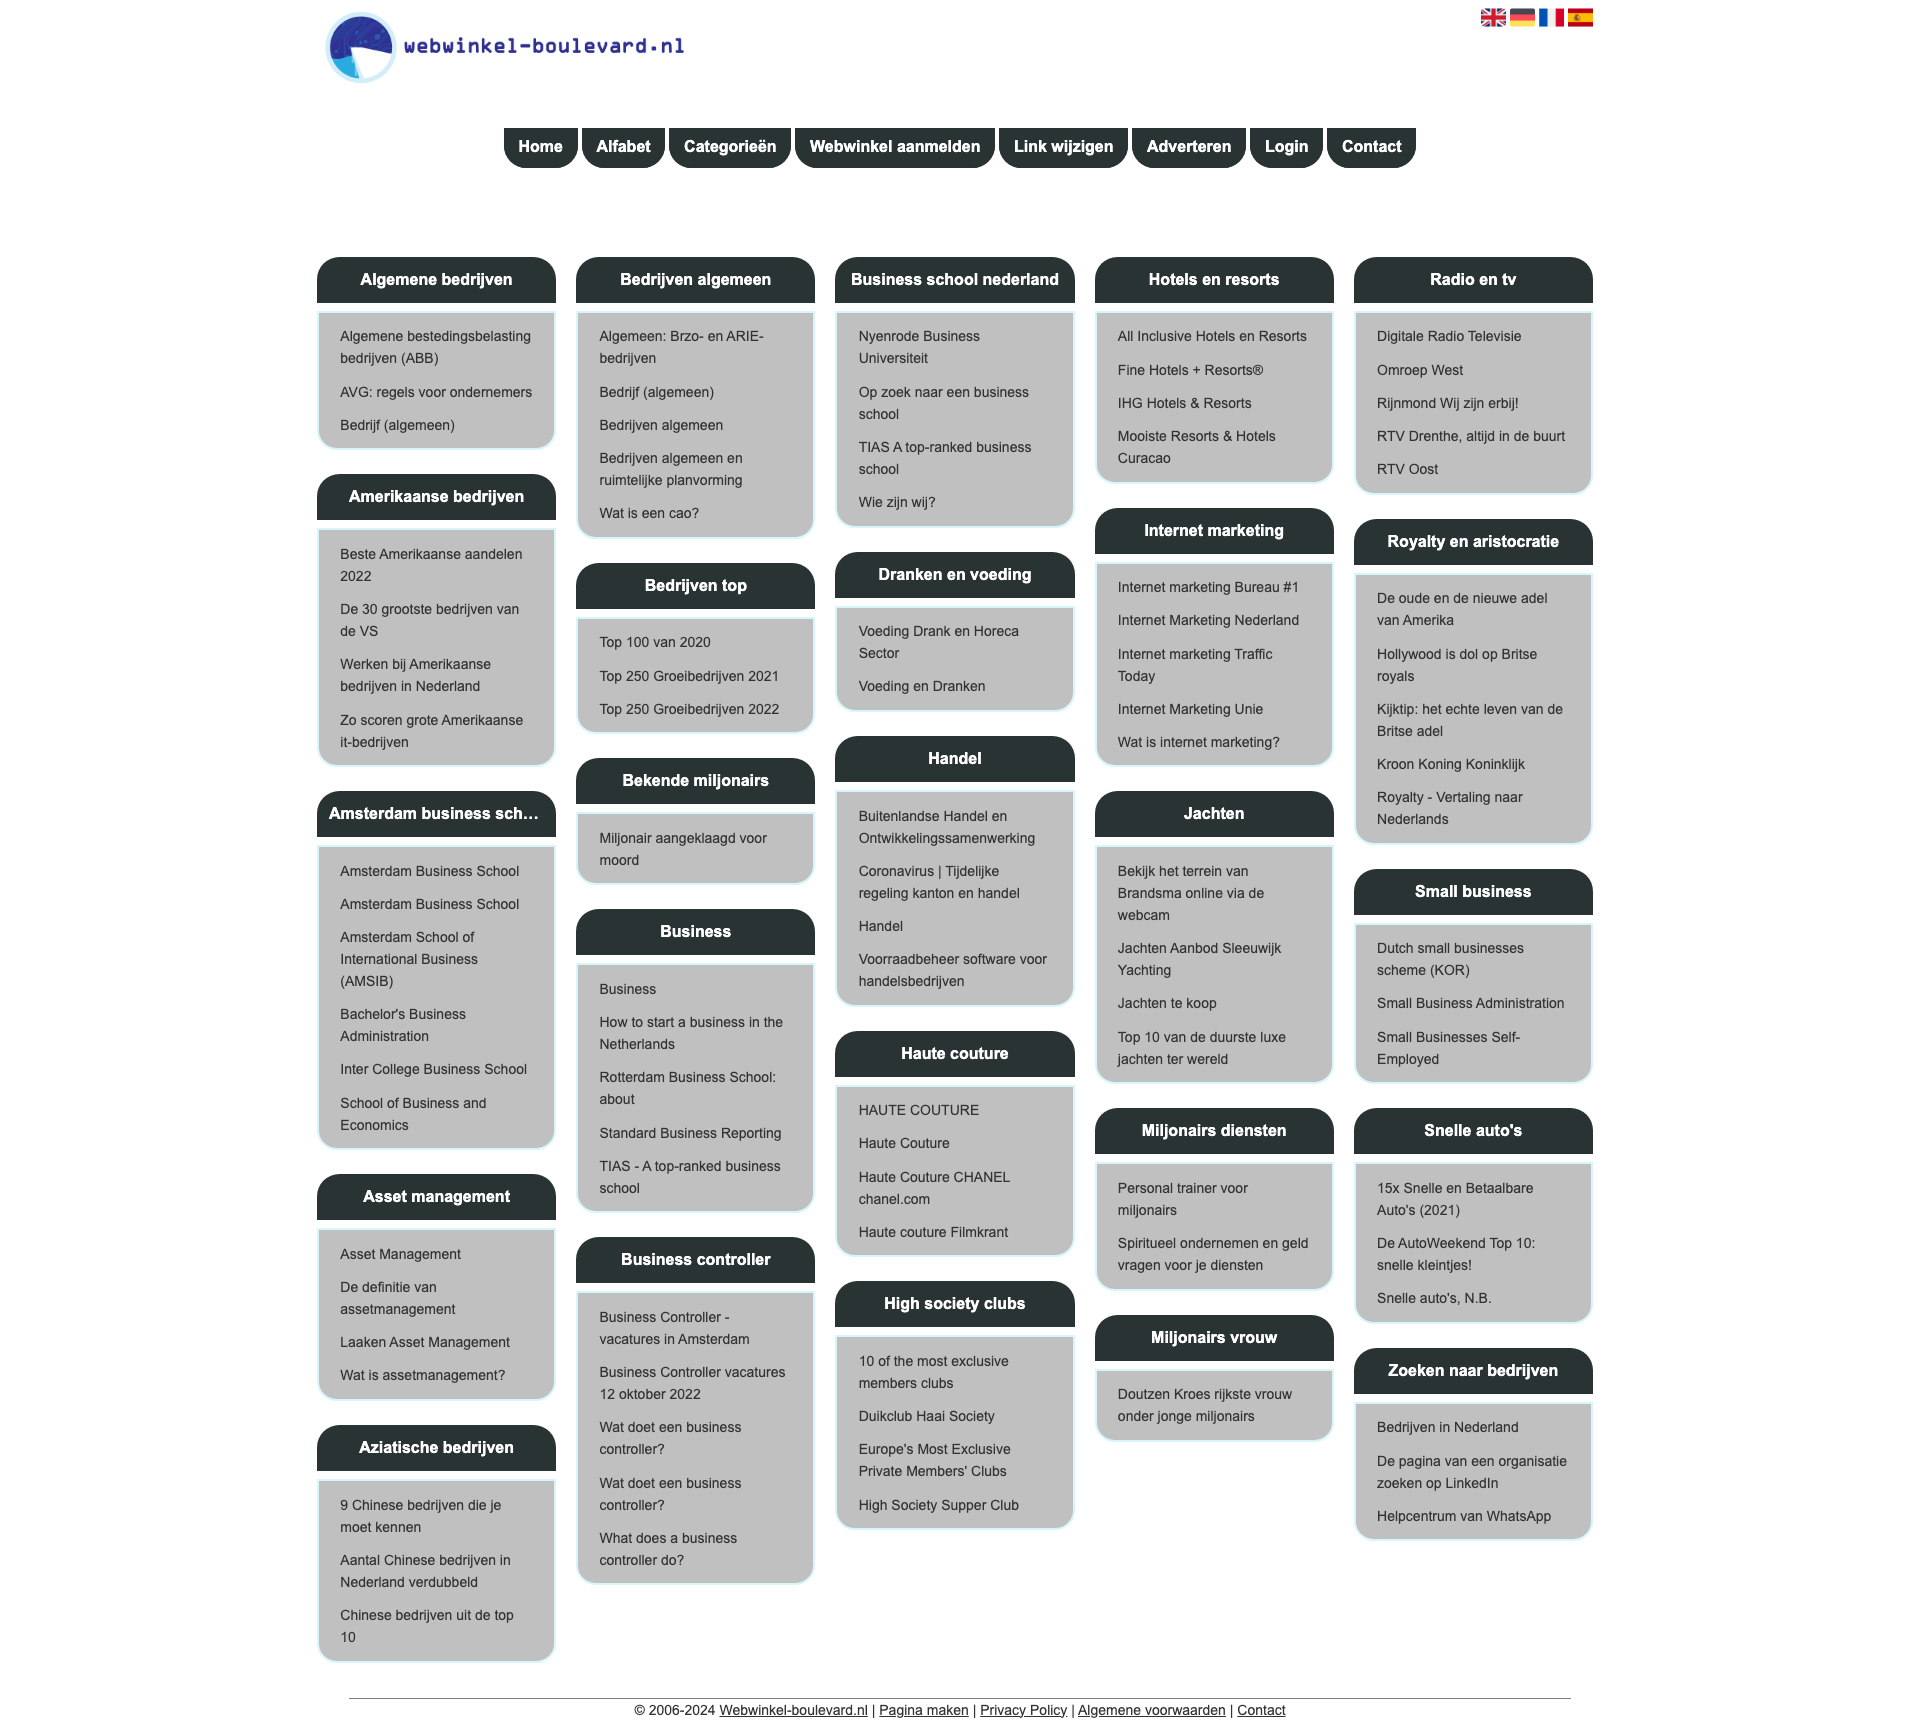 webwinkel-boulevard.nl
Home Alfabet Categorieën Webwinkel aanmelden Link wijzigen Adverteren Login Contact
Algemene bedrijven
Algemene bestedingsbelasting
bedrijven (ABB)
AVG: regels voor ondernemers
Bedrijf (algemeen)
Amerikaanse bedrijven
Beste Amerikaanse aandelen
2022
De 30 grootste bedrijven van
de VS
Werken bij Amerikaanse
bedrijven in Nederland
Zo scoren grote Amerikaanse
it-bedrijven
Amsterdam business sch...
Amsterdam Business School
Amsterdam Business School
Amsterdam School of
International Business
(AMSIB)
Bachelor's Business
Administration
Inter College Business School
School of Business and
Economics
Asset management
Asset Management
De definitie van
assetmanagement
Laaken Asset Management
Wat is assetmanagement?
Aziatische bedrijven
9 Chinese bedrijven die je
moet kennen
Aantal Chinese bedrijven in
Nederland verdubbeld
Chinese bedrijven uit de top
10
Bedrijven algemeen
Algemeen: Brzo- en ARIE-
bedrijven
Bedrijf (algemeen)
Bedrijven algemeen
Bedrijven algemeen en
ruimtelijke planvorming
Wat is een cao?
Bedrijven top
Top 100 van 2020
Top 250 Groeibedrijven 2021
Top 250 Groeibedrijven 2022
Bekende miljonairs
Miljonair aangeklaagd voor
moord
Business
Business
How to start a business in the
Netherlands
Rotterdam Business School:
about
Standard Business Reporting
TIAS - A top-ranked business
school
Business controller
Business Controller -
vacatures in Amsterdam
Business Controller vacatures
12 oktober 2022
Wat doet een business
controller?
Wat doet een business
controller?
What does a business
controller do?
Business school nederland
Nyenrode Business
Universiteit
Op zoek naar een business
school
TIAS A top-ranked business
school
Wie zijn wij?
Dranken en voeding
Voeding Drank en Horeca
Sector
Voeding en Dranken
Handel
Buitenlandse Handel en
Ontwikkelingssamenwerking
Coronavirus | Tijdelijke
regeling kanton en handel
Handel
Voorraadbeheer software voor
handelsbedrijven
Haute couture
HAUTE COUTURE
Haute Couture
Haute Couture CHANEL
chanel.com
Haute couture Filmkrant
High society clubs
10 of the most exclusive
members clubs
Duikclub Haai Society
Europe's Most Exclusive
Private Members' Clubs
High Society Supper Club
Hotels en resorts
All Inclusive Hotels en Resorts
Fine Hotels + Resorts®
IHG Hotels & Resorts
Mooiste Resorts & Hotels
Curacao
Internet marketing
Internet marketing Bureau #1
Internet Marketing Nederland
Internet marketing Traffic
Today
Internet Marketing Unie
Wat is internet marketing?
Jachten
Bekijk het terrein van
Brandsma online via de
webcam
Jachten Aanbod Sleeuwijk
Yachting
Jachten te koop
Top 10 van de duurste luxe
jachten ter wereld
Miljonairs diensten
Personal trainer voor
miljonairs
Spiritueel ondernemen en geld
vragen voor je diensten
Miljonairs vrouw
Doutzen Kroes rijkste vrouw
onder jonge miljonairs
Radio en tv
Digitale Radio Televisie
Omroep West
Rijnmond Wij zijn erbij!
RTV Drenthe, altijd in de buurt
RTV Oost
Royalty en aristocratie
De oude en de nieuwe adel
van Amerika
Hollywood is dol op Britse
royals
Kijktip: het echte leven van de
Britse adel
Kroon Koning Koninklijk
Royalty - Vertaling naar
Nederlands
Small business
Dutch small businesses
scheme (KOR)
Small Business Administration
Small Businesses Self-
Employed
Snelle auto's
15x Snelle en Betaalbare
Auto's (2021)
De AutoWeekend Top 10:
snelle kleintjes!
Snelle auto's, N.B.
Zoeken naar bedrijven
Bedrijven in Nederland
De pagina van een organisatie
zoeken op LinkedIn
Helpcentrum van WhatsApp
© 2006-2024 Webwinkel-boulevard.nl | Pagina maken | Privacy Policy | Algemene voorwaarden | Contact